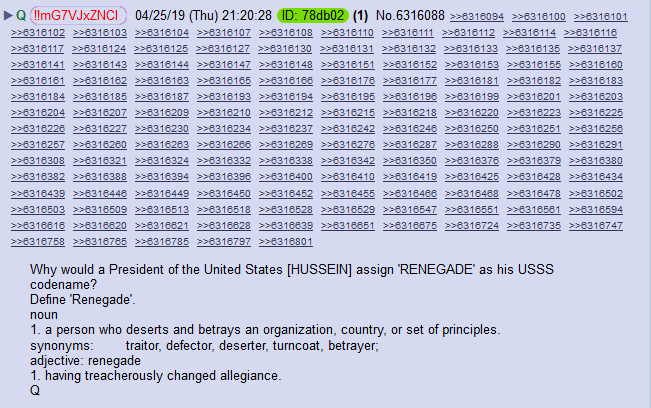 ▶ Q !!mG7VJxZNCI 04/25/19 (Thu) 21:20:28 ID: 78db02 (1) No.6316088 >>6316094 >>6316100 >>6316101
>>6316102 >>6316103 >>6316104 >>6316106 >>6316108 >>6316110 >>6316111 >>6316112 >>6316114 >>6316116
>>6316117 >>6316124 >>6316125 >>6316127 >>6316130 >>6316131 >>6316132 >>6316133 >>6316135 >>6316137
>>6316141 >>6316143 >>6316144 >>6316147 >>6316148 >>6316151 >>6316152 >>6316153 >>6316155 >>6316160
>>6316161 >>6316162 >>6316163 >>6316165 >>6316166 >>6316176 >>6316177 >>6316181 >>6316182 >>6316183
>>6316184 >>6316185 >>6316187 >>6316193 >>6316194 >>6316195 >>6316196 >>6316199 >>6316201 >>6316203
>>6316204 >>6316207 >>6316209 >>6316210 >>6316212 >>6316215 >>6316218 >>6316220 >>6316223 >>6316225
>>6316226 >>6316227 >>6316230 >>6316234 >>6316237 >>6316242 >>6316246 >>6316250 >>6316251 >>6316256
>>6316257 >>6316260 >>6316263 >>6316266 >>6316269 >>6316276 >>6316287 >>6316288 >>6316290 >>6316291
>>6316308 >>6316321 >>6316324 >>6316332 >>6316338 >>6316342 >>6316350 >>6316376 >>6316379 >>6316380
>>6316382 >>6316388 >>6316394 >>6316396 >>6316400 >>6316410 >>6316419 >>6316425 >>6316428 >>6316434
>>6316439 >>6316446 >>6316449 >>6316450 >>6316452 >>6316455 >>6316466 >>6316468 >>6316478 >>6316502
>>6316503 >>6316509 >>6316513 >>6316518 >>6316528 >>6316529 >>6316547 >>6316551 >>6316561 >>6316594
>>6316616 >>6316620 >>6316621 >>6316628 >>6316639 >>6316651 >>6316675 >>6316724 >>6316735 >>6316747
>>6316758 >>6316765 >>6316785 >>6316797 >>6316801
Why would a President of the United States [HUSSEIN] assign 'RENEGADE' as his USSS
codename?
Define 'Renegade'.
noun
1. a person who deserts and betrays an organization, country, or set of principles.
synonyms: traitor, defector, deserter, turncoat, betrayer;
adjective: renegade
1. having treacherously changed allegiance.
Q